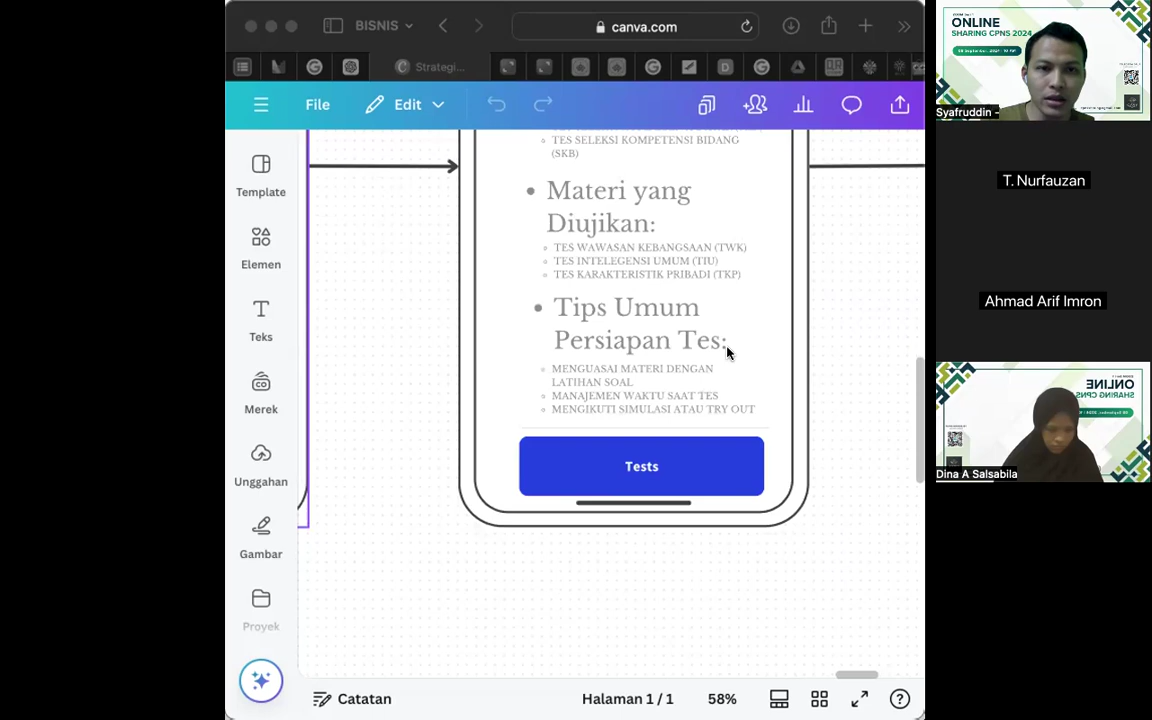 BISNIS
canva.com
Strategi...
File
Edit
Template
Elemen
Teks
Merek
Unggahan
Gambar
Proyek
TES SELEKSI KOMPETENSI BIDANG
(SKB)
Materi yang
Diujikan:
TES WAWASAN KEBANGSAAN (TWK)
TES INTELEGENSI UMUM (TIU)
TES KARAKTERISTIK PRIBADI (TKP)
Tips Umum
Persiapan Tes:
MENGUASAI MATERI DENGAN
LATIHAN SOAL
MANAJEMEN WAKTU SAAT TES
MENGIKUTI SIMULASI ATAU TRY OUT
Tests
Catatan
Halaman 1 / 1
58%
ONLINE
SHARING CPNS 2024
Syafruddin -
T. Nurfauzan
Ahmad Arif Imron
ONLINE
Dina A Salsabila